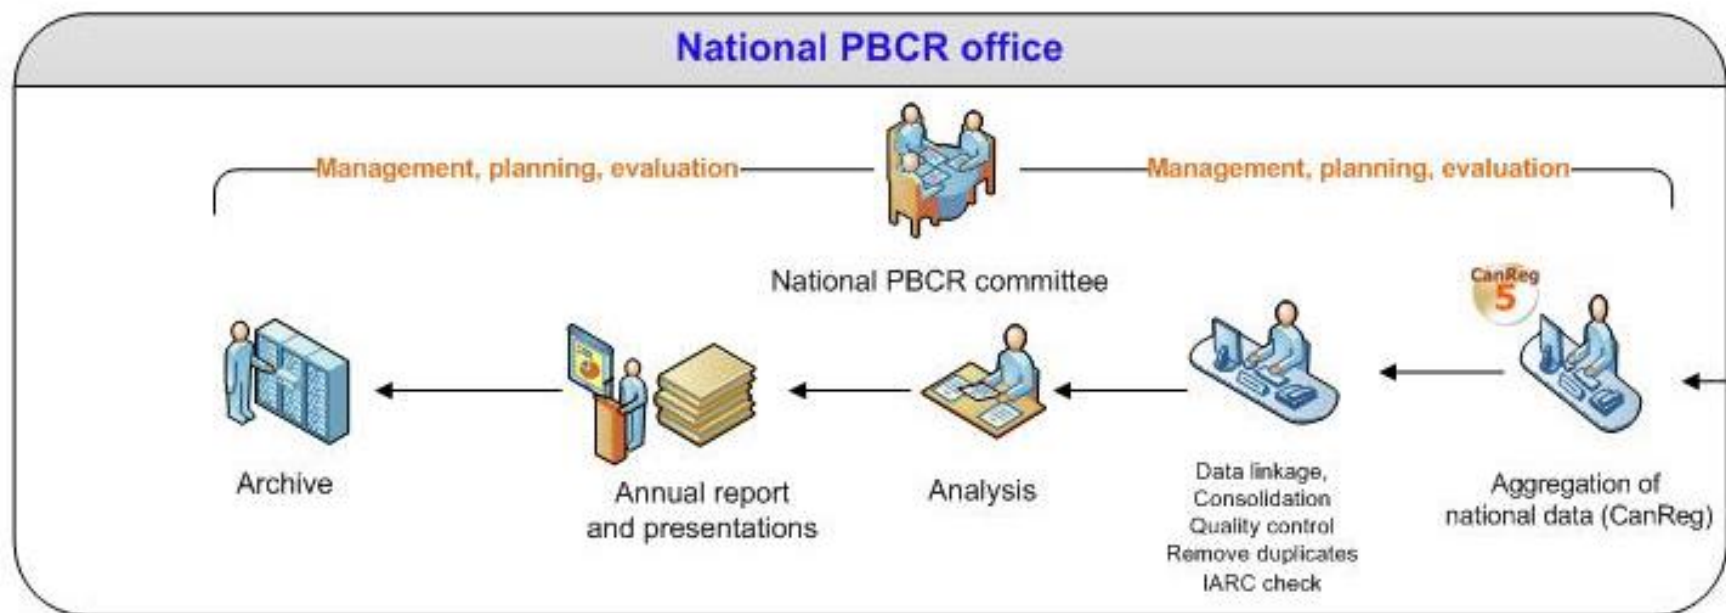 National PBCR office
Management, planning, evaluation
Management, planning, evaluation
National PBCR committee
CanReg
5
Archive
Annual report
and presentations
Analysis
Data linkage,
Consolidation
Quality control
Remove duplicates
IARC check
Aggregation of
national data (CanReg)